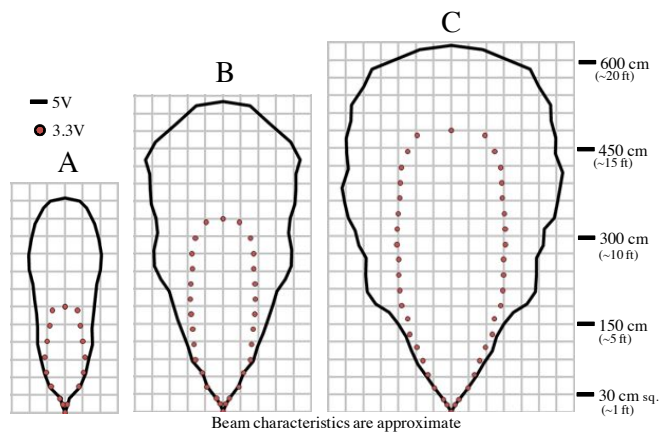 C
B
A
5V
3.3V
600 cm
(~20 ft)
450 cm
(~15 ft)
300 cm
(~10 ft)
150 cm
(~5 ft)
30 cm sq.
(~1 ft)
Beam characteristics are approximate